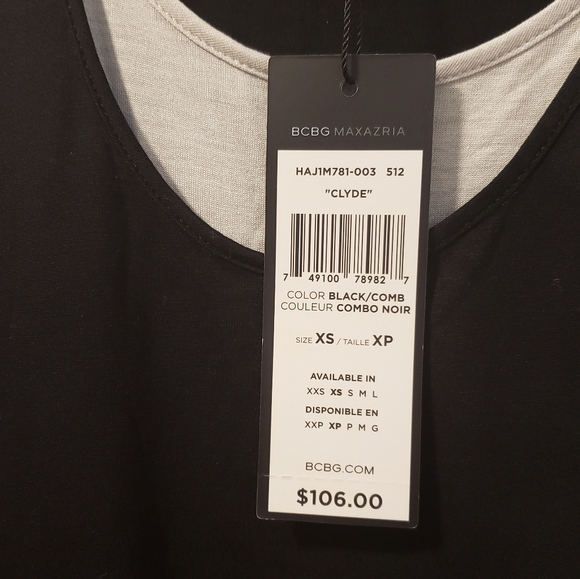 BCBG MAXAZRIA
HAJ1M781-003 512
"CLYDE"
7 49100 78982 7
COLOR BLACK/COMB
COULEUR COMBO NOIR
SIZE XS / TAILLE XP
AVAILABLE IN
XXS XS S M L
DISPONIBLE EN
XXP XP P M G
BCBG.COM
$106.00